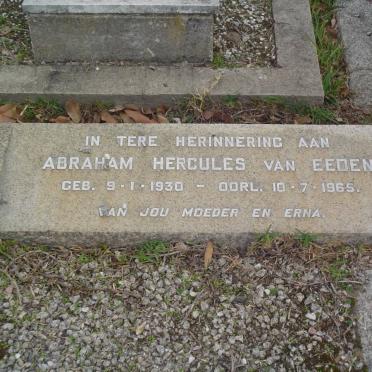 IN TERE HERINNERING AAN
ABRAHAM HERCULES VAN EEDEN
GEB. 9·1·1930 – OORL. 10·7·1965.
VAN JOU MOEDER EN ERNA.